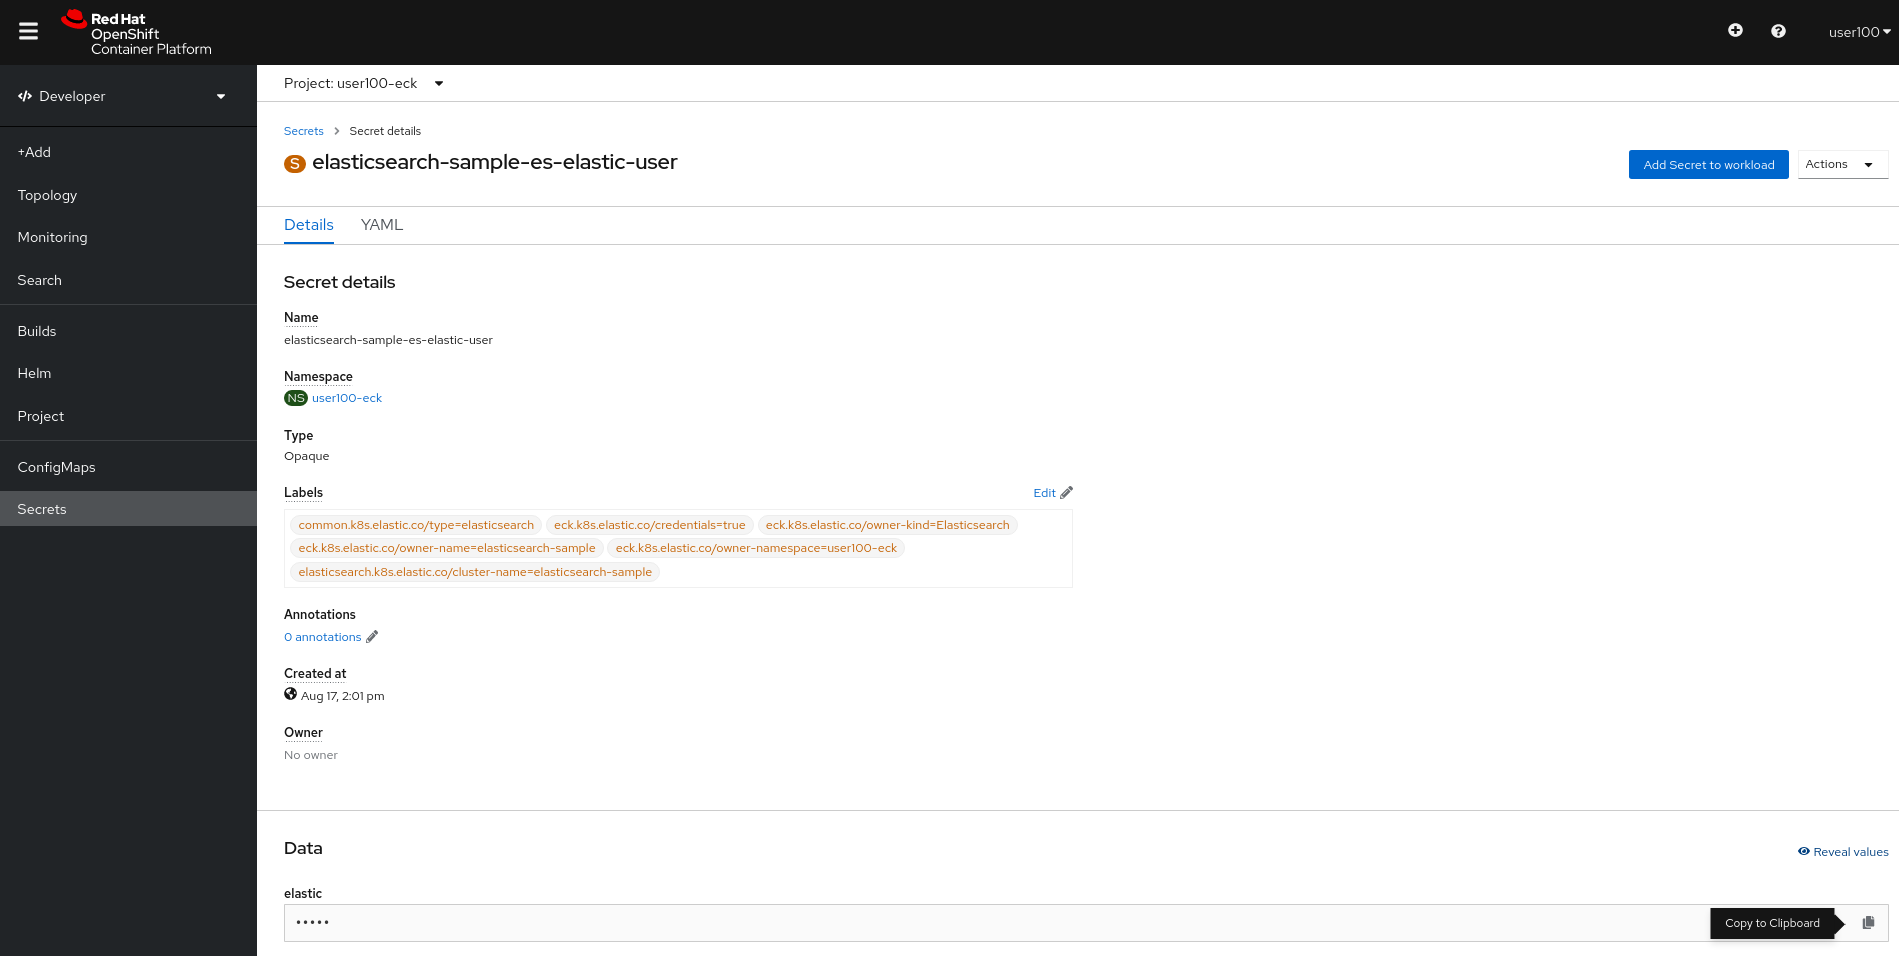 Red Hat
OpenShift
Container Platform
user100
Developer
+Add
Topology
Monitoring
Search
Builds
Helm
Project
ConfigMaps
Secrets
Project: user100-eck
Secrets > Secret details
S elasticsearch-sample-es-elastic-user
Add Secret to workload
Actions
Details YAML
Secret details
Name
elasticsearch-sample-es-elastic-user
Namespace
NS user100-eck
Type
Opaque
Labels
Edit
common.k8s.elastic.co/type=elasticsearch eck.k8s.elastic.co/credentials=true eck.k8s.elastic.co/owner-kind=Elasticsearch
eck.k8s.elastic.co/owner-name=elasticsearch-sample eck.k8s.elastic.co/owner-namespace=user100-eck
elasticsearch.k8s.elastic.co/cluster-name=elasticsearch-sample
Annotations
0 annotations
Created at
Aug 17, 2:01 pm
Owner
No owner
Data
Reveal values
elastic
•••••
Copy to Clipboard